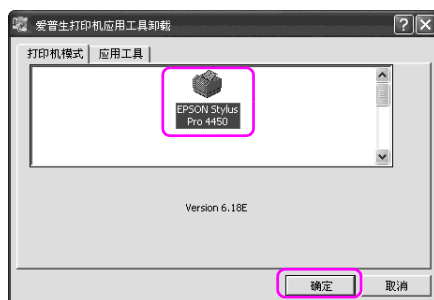 爱普生打印机应用工具卸载
打印机模式 应用工具
EPSON Stylus
Pro 4450
Version 6.18E
确定 取消